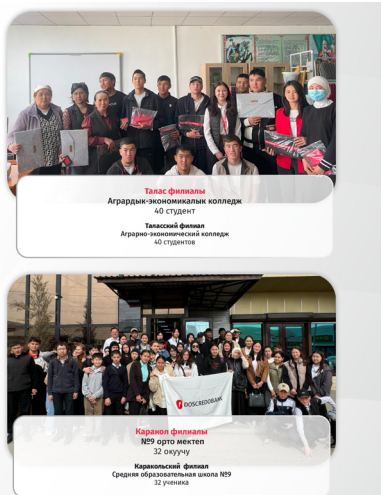 Талас филиалы
Агрардык-экономикалык колледж
40 студент
Таласский филиал
Аграрно-экономический колледж
40 студентов
DOSCREDOBANK
Каракол филиалы
№9 орто мектеп
32 окуучу
Каракольский филиал
Средняя образовательная школа №9
32 ученика